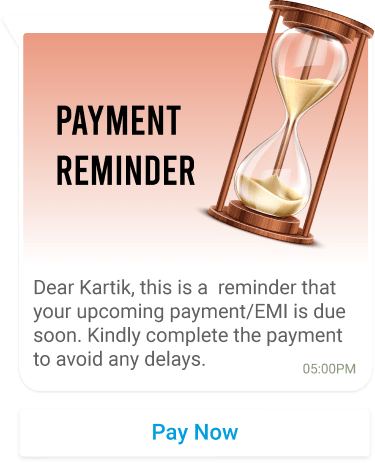 PAYMENT
REMINDER
Dear Kartik, this is a reminder that
your upcoming payment/EMI is due
soon. Kindly complete the payment
to avoid any delays.
05:00PM
Pay Now